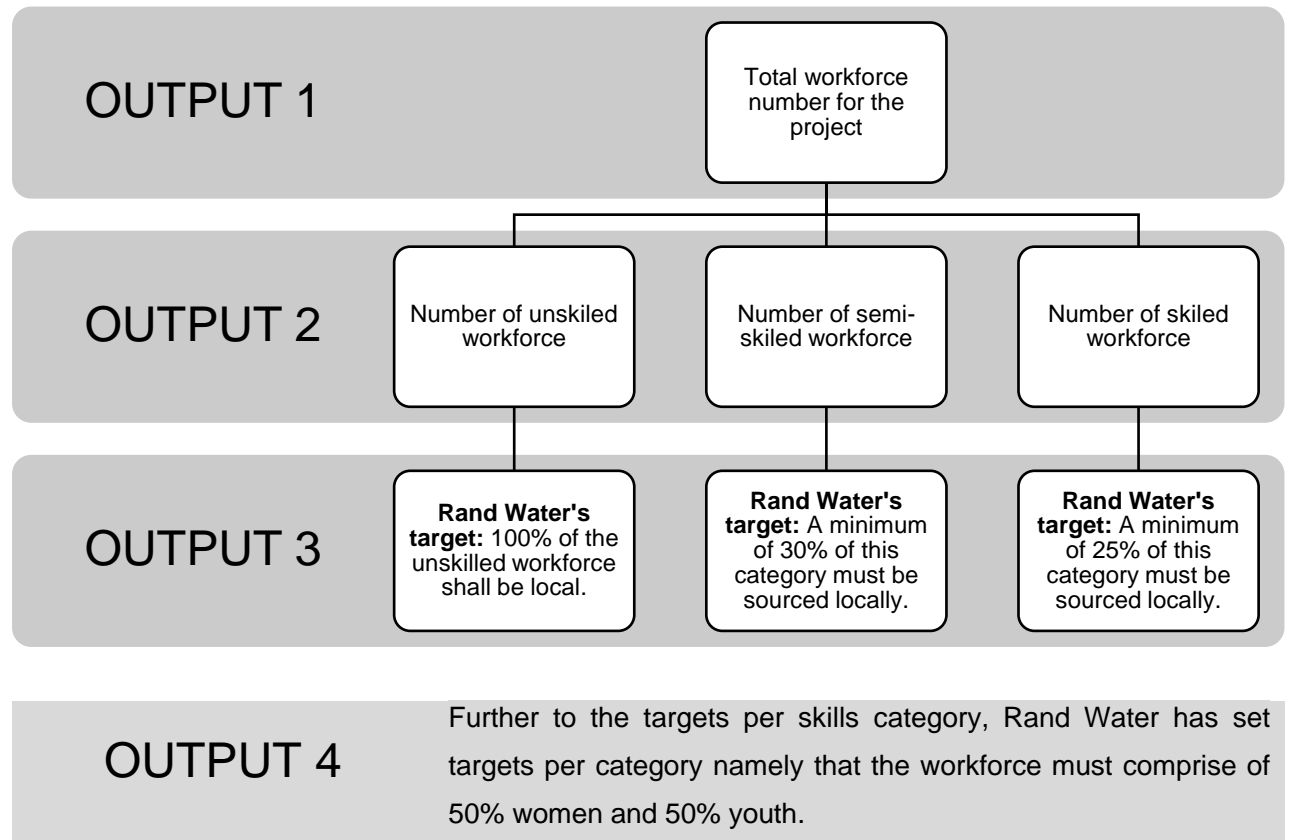 OUTPUT 1
Total workforce
number for the
project
OUTPUT 2
Number of unskiled
workforce
Number of semi-
skiled workforce
Number of skiled
workforce
OUTPUT 3
Rand Water's
target: 100% of the
unskilled workforce
shall be local.
Rand Water's
target: A minimum
of 30% of this
category must be
sourced locally.
Rand Water's
target: A minimum
of 25% of this
category must be
sourced locally.
OUTPUT 4
Further to the targets per skills category, Rand Water has set
targets per category namely that the workforce must comprise of
50% women and 50% youth.